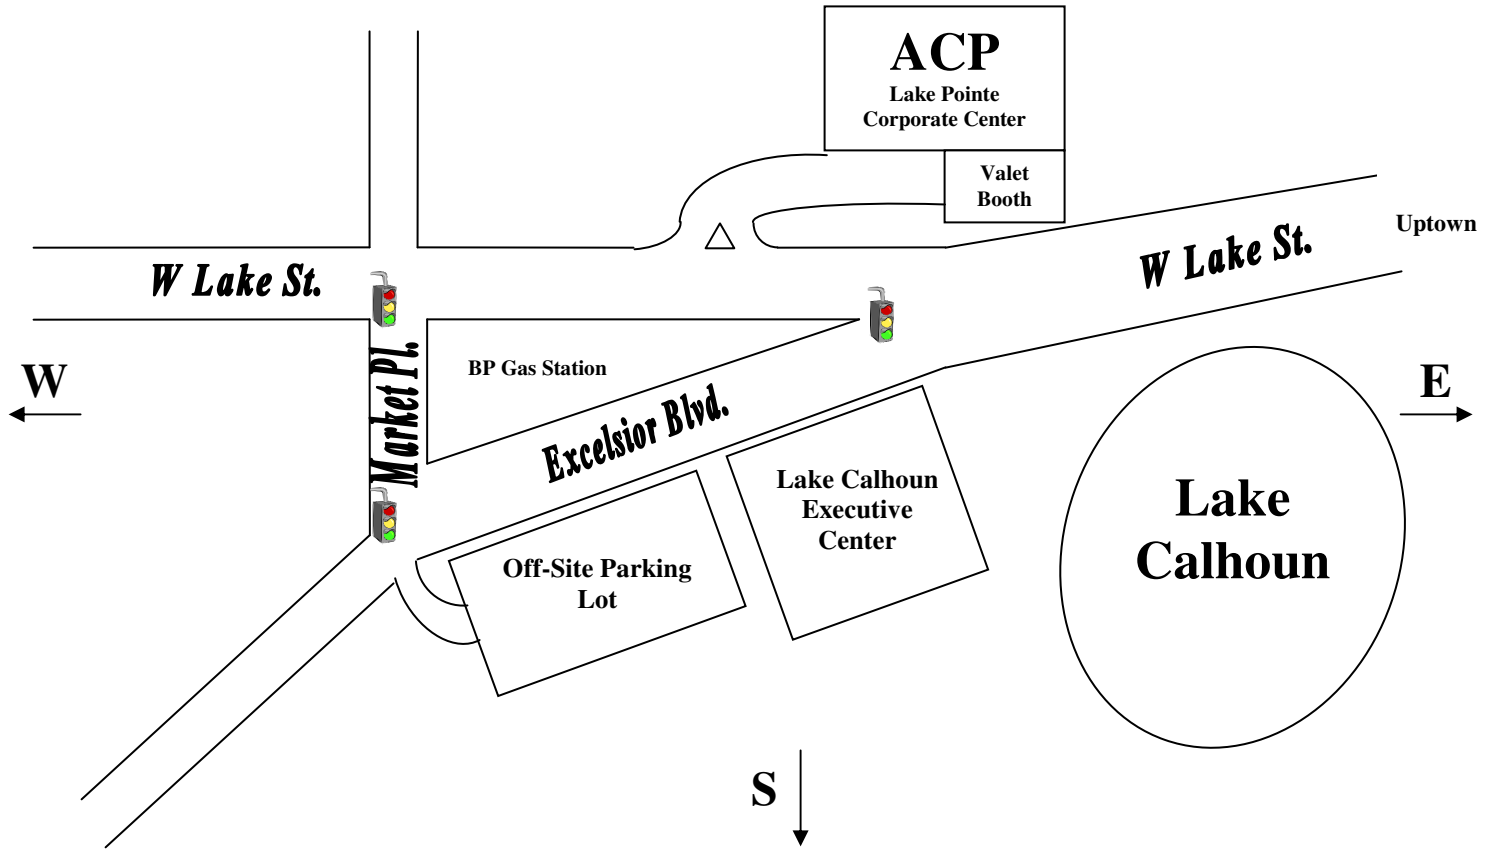 ACP
Lake Pointe
Corporate Center
Valet
Booth
Uptown
W Lake St.
W Lake St.
BP Gas Station
Market Pl.
W
E
Excelsior Blvd.
Lake Calhoun
Executive
Center
Lake
Calhoun
Off-Site Parking
Lot
S